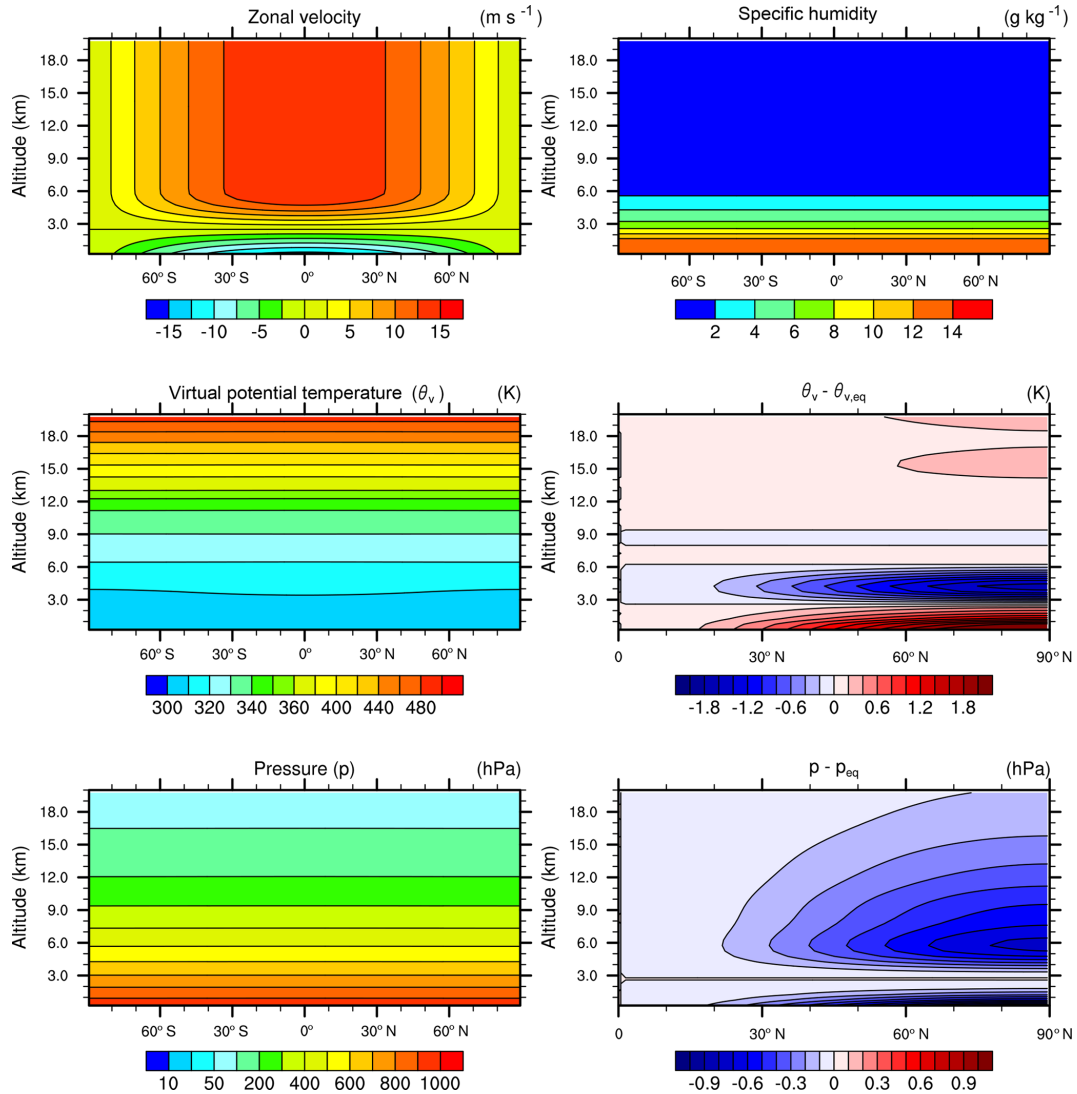 Zonal velocity (m s -1)
Altitude (km)
18.0
15.0
12.0
9.0
6.0
3.0
60° S 30° S 0° 30° N 60° N
-15 -10 -5 0 5 10 15
Specific humidity (g kg-1)
Altitude (km)
18.0
15.0
12.0
9.0
6.0
3.0
60° S 30° S 0° 30° N 60° N
2 4 6 8 10 12 14
Virtual potential temperature (θv) (K)
Altitude (km)
18.0
15.0
12.0
9.0
6.0
3.0
60° S 30° S 0° 30° N 60° N
300 320 340 360 400 440 480
θv - θv,eq (K)
Altitude (km)
18.0
15.0
12.0
9.0
6.0
3.0
0 30° N 60° N 90° N
-1.8 -1.2 -0.6 0 0.6 1.2 1.8
Pressure (p) (hPa)
Altitude (km)
18.0
15.0
12.0
9.0
6.0
3.0
60° S 30° S 0° 30° N 60° N
10 50 200 400 600 800 1000
p - peq (hPa)
Altitude (km)
18.0
15.0
12.0
9.0
6.0
3.0
0 30° N 60° N 90° N
-0.9 -0.6 -0.3 0 0.3 0.6 0.9